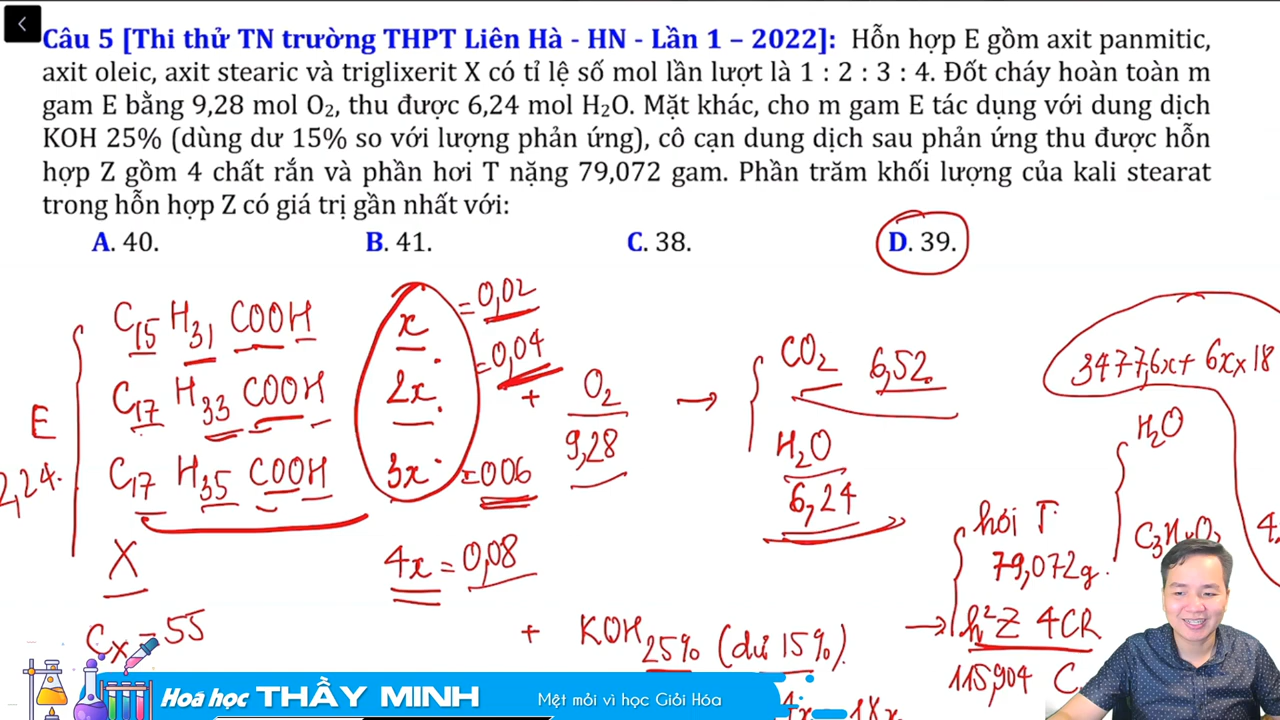 Câu 5 [Thi thử TN trường THPT Liên Hà - HN - Lần 1 – 2022]: Hỗn hợp E gồm axit panmitic,
axit oleic, axit stearic và triglixerit X có tỉ lệ số mol lần lượt là 1 : 2 : 3 : 4. Đốt cháy hoàn toàn m
gam E bằng 9,28 mol O₂, thu được 6,24 mol H₂O. Mặt khác, cho m gam E tác dụng với dung dịch
KOH 25% (dùng dư 15% so với lượng phản ứng), cô cạn dung dịch sau phản ứng thu được hỗn
hợp Z gồm 4 chất rắn và phần hơi T nặng 79,072 gam. Phần trăm khối lượng của kali stearat
trong hỗn hợp Z có giá trị gần nhất với:
A. 40. B. 41. C. 38. D. 39.
C₁₅ H₃₁ COOH x = 0,02
C₁₇ H₃₃ COOH 2x = 0,04
C₁₇ H₃₅ COOH 3x = 006
X 4x = 0,08
E
2,24.
+ O₂ 9,28 →
CO₂ 6,52
H₂O 6,24
3477,6x + 6x×18
H₂O
hơi T
79,072g.
→ h²Z 4CR
115,904
Cₓ = 55
+ KOH 25% (dư 15%)
Hoá học THẦY MINH
Mệt mỏi vì học Giỏi Hóa